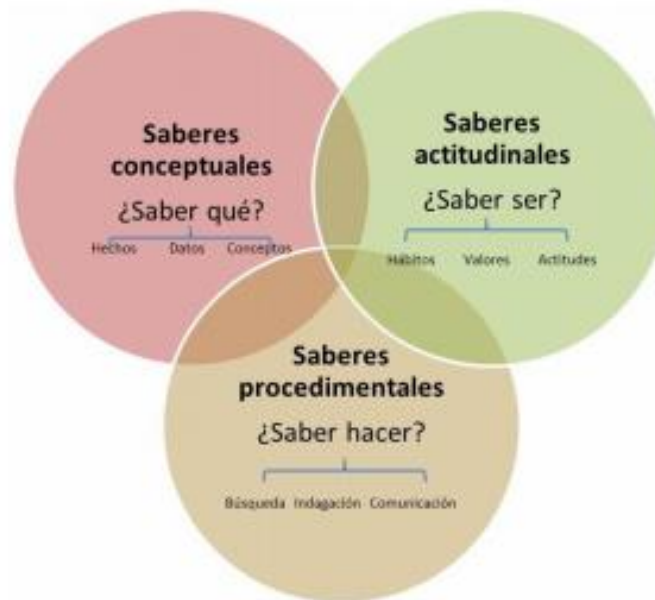 Saberes
conceptuales
¿Saber qué?
Hechos Datos Conceptos
Saberes
actitudinales
¿Saber ser?
Hábitos Valores Actitudes
Saberes
procedimentales
¿Saber hacer?
Búsqueda Indagación Comunicación